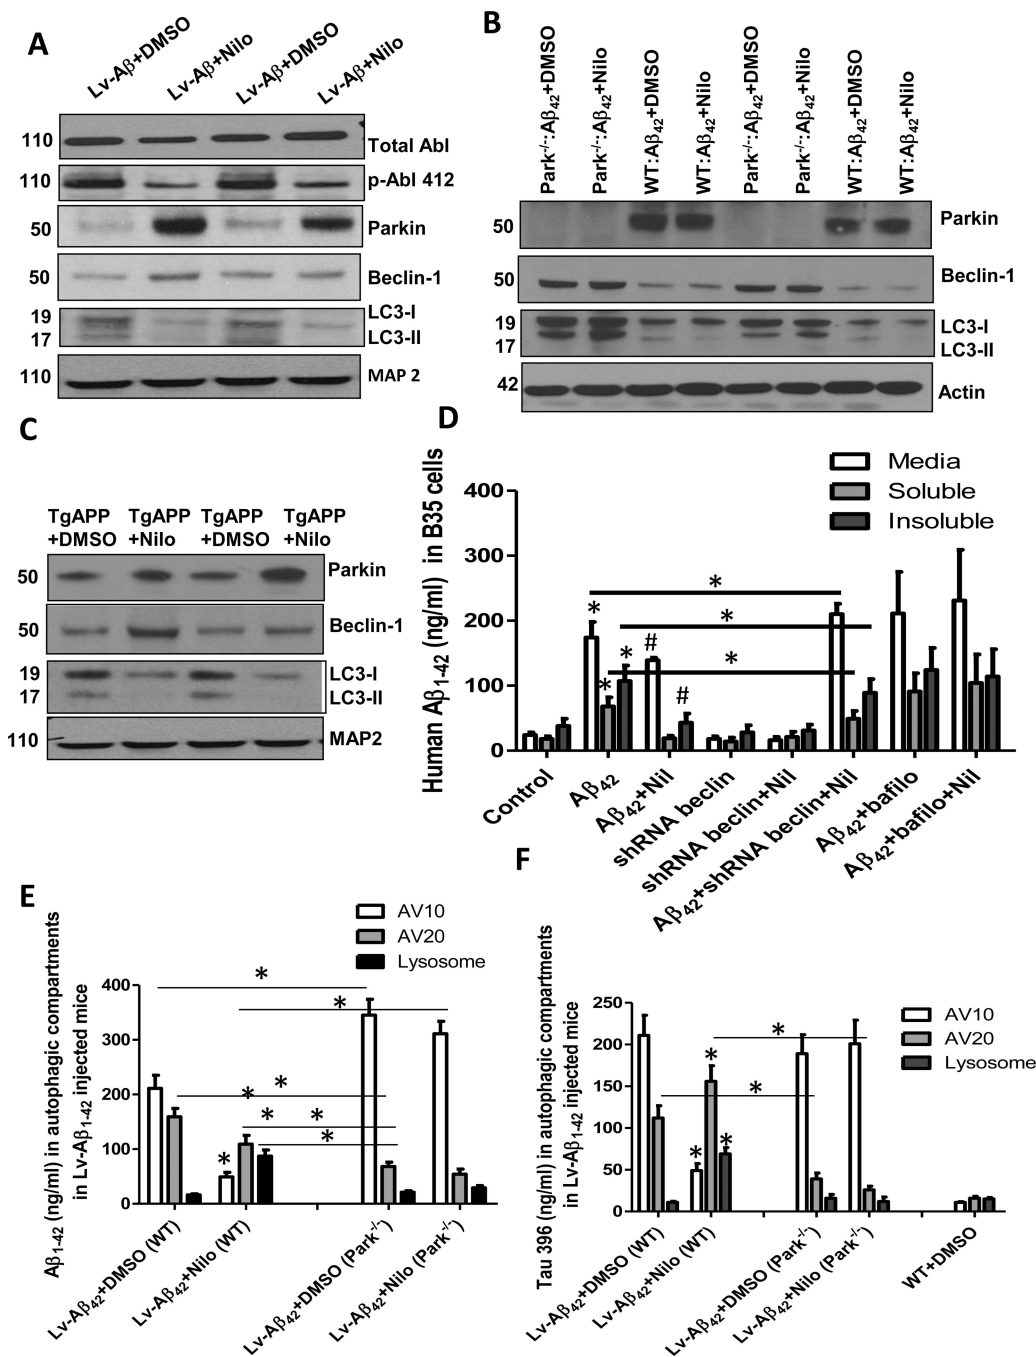 A
Lv-Aβ+DMSO
Lv-Aβ+Nilo
Lv-Aβ+DMSO
Lv-Aβ+Nilo
110
Total Abl
110
p-Abl 412
50
Parkin
50
Beclin-1
19
LC3-I
17
LC3-II
110
MAP 2
B
Park-/-:Aβ42+DMSO
Park-/-:Aβ42+Nilo
WT:Aβ42+DMSO
WT:Aβ42+Nilo
Park-/-:Aβ42+DMSO
Park-/-:Aβ42+Nilo
WT:Aβ42+DMSO
WT:Aβ42+Nilo
50
Parkin
50
Beclin-1
19
LC3-I
17
LC3-II
42
Actin
C
TgAPP TgAPP TgAPP TgAPP
+DMSO +Nilo +DMSO +Nilo
50
Parkin
50
Beclin-1
19
LC3-I
17
LC3-II
110
MAP2
D
Media
Soluble
Insoluble
Human Aβ1-42 (ng/ml) in B35 cells
400
300
200
100
0
*
*
*
*
*
*
#
#
Control
Aβ42
Aβ42+Nil
shRNA beclin
shRNA beclin+Nil
Aβ42+shRNA beclin+Nil
Aβ42+bafilo
Aβ42+bafilo+Nil
E
AV10
AV20
Lysosome
Aβ1-42 (ng/ml) in autophagic compartments
in Lv-Aβ1-42 injected mice
400
300
200
100
0
*
*
*
*
*
*
*
*
Lv-Aβ42+DMSO (WT)
Lv-Aβ42+Nilo (WT)
Lv-Aβ42+DMSO (Park-/-)
Lv-Aβ42+Nilo (Park-/-)
F
AV10
AV20
Lysosome
Tau 396 (ng/ml) in autophagic compartments
in Lv-Aβ1-42 injected mice
250
200
150
100
50
0
*
*
*
*
*
Lv-Aβ42+DMSO (WT)
Lv-Aβ42+Nilo (WT)
Lv-Aβ42+DMSO (Park-/-)
Lv-Aβ42+Nilo (Park-/-)
WT+DMSO